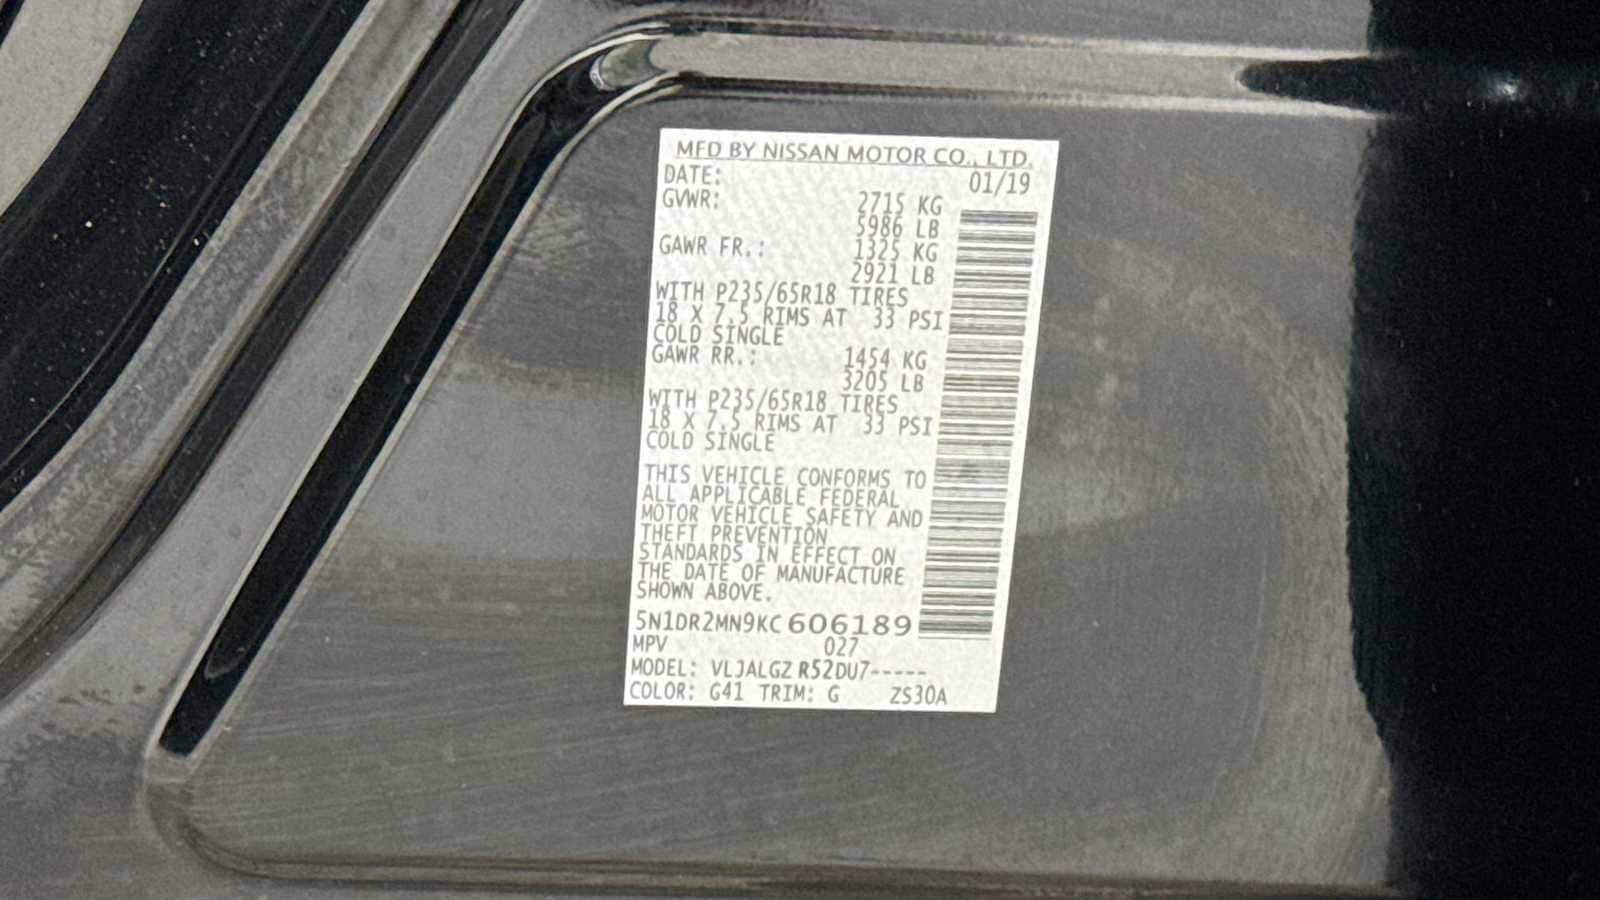 MFD BY NISSAN MOTOR CO., LTD.
DATE: 01/19
GVWR: 2715 KG
5986 LB
GAWR FR.: 1325 KG
2921 LB
WITH P235/65R18 TIRES
18 X 7.5 RIMS AT 33 PSI
COLD SINGLE
GAWR RR.: 1454 KG
3205 LB
WITH P235/65R18 TIRES
18 X 7.5 RIMS AT 33 PSI
COLD SINGLE
THIS VEHICLE CONFORMS TO
ALL APPLICABLE FEDERAL
MOTOR VEHICLE SAFETY AND
THEFT PREVENTION
STANDARDS IN EFFECT ON
THE DATE OF MANUFACTURE
SHOWN ABOVE.
5N1DR2MN9KC606189
MPV 027
MODEL: VLJALGZ R52DU7-----
COLOR: G41 TRIM: G ZS30A